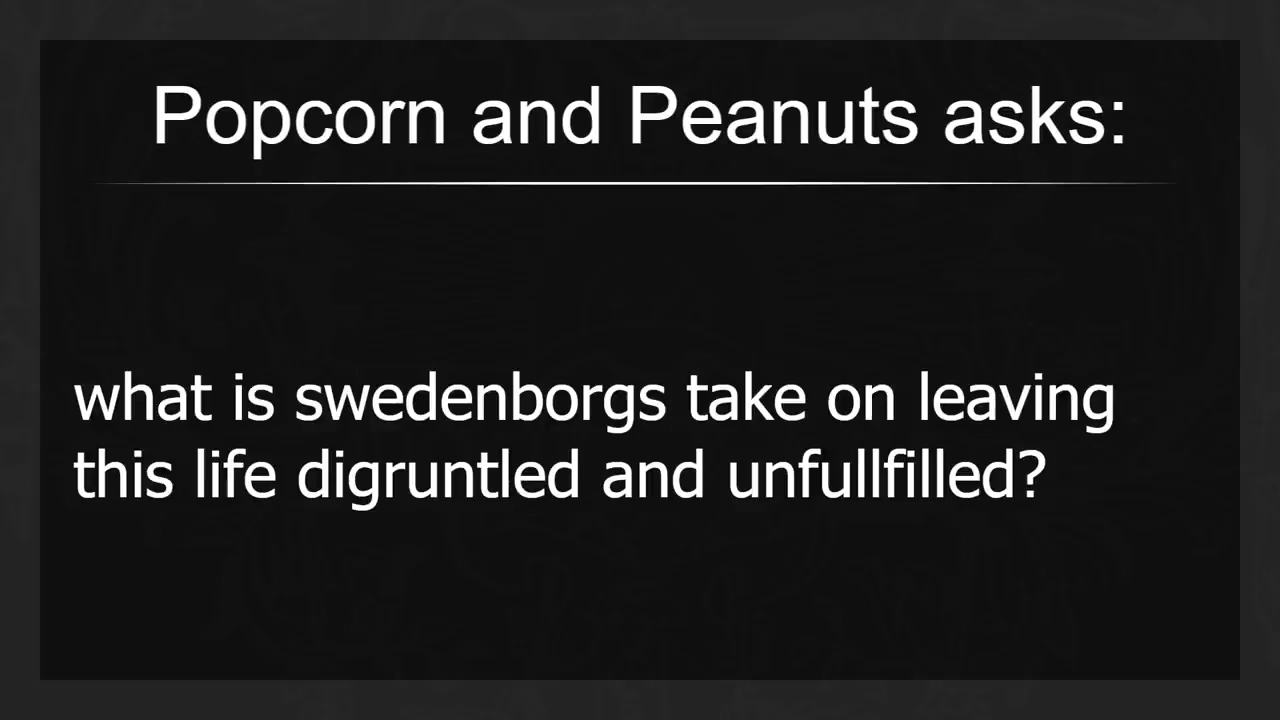 Popcorn and Peanuts asks:
what is swedenborgs take on leaving
this life digruntled and unfullfilled?